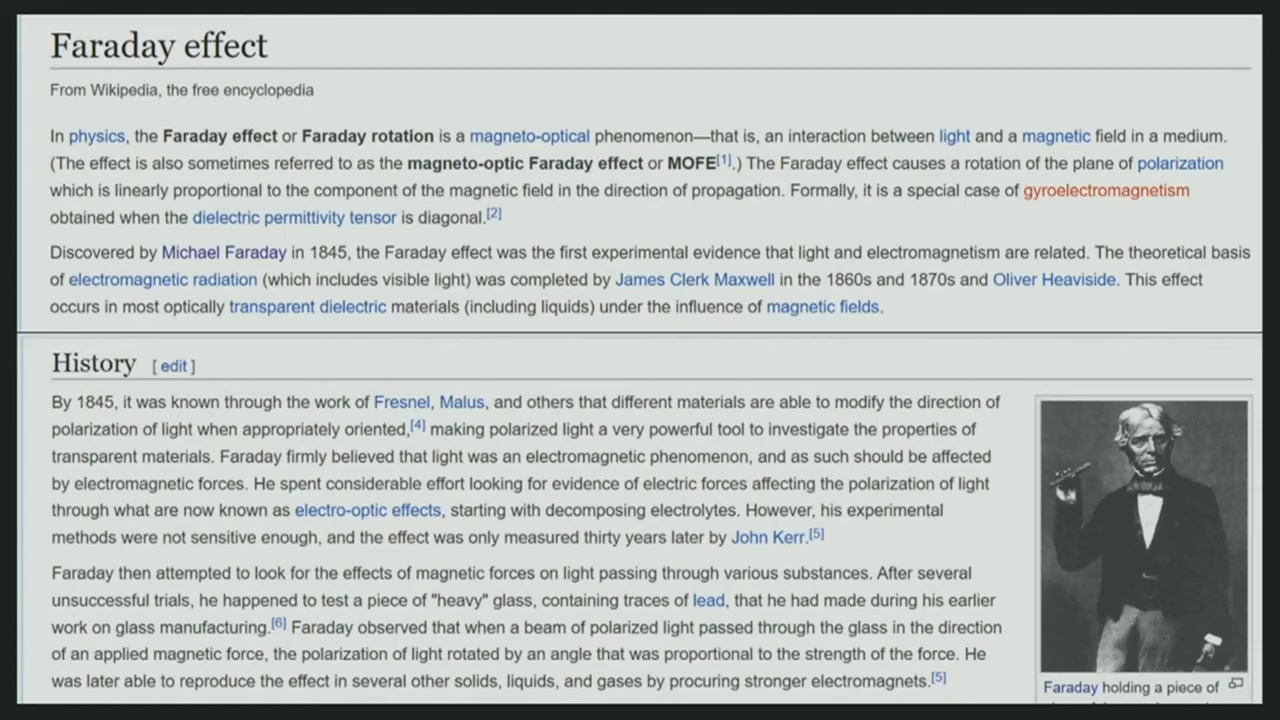 Faraday effect
From Wikipedia, the free encyclopedia
In physics, the Faraday effect or Faraday rotation is a magneto-optical phenomenon—that is, an interaction between light and a magnetic field in a medium.
(The effect is also sometimes referred to as the magneto-optic Faraday effect or MOFE[1].) The Faraday effect causes a rotation of the plane of polarization
which is linearly proportional to the component of the magnetic field in the direction of propagation. Formally, it is a special case of gyroelectromagnetism
obtained when the dielectric permittivity tensor is diagonal.[2]
Discovered by Michael Faraday in 1845, the Faraday effect was the first experimental evidence that light and electromagnetism are related. The theoretical basis
of electromagnetic radiation (which includes visible light) was completed by James Clerk Maxwell in the 1860s and 1870s and Oliver Heaviside. This effect
occurs in most optically transparent dielectric materials (including liquids) under the influence of magnetic fields.
History [ edit ]
By 1845, it was known through the work of Fresnel, Malus, and others that different materials are able to modify the direction of
polarization of light when appropriately oriented,[4] making polarized light a very powerful tool to investigate the properties of
transparent materials. Faraday firmly believed that light was an electromagnetic phenomenon, and as such should be affected
by electromagnetic forces. He spent considerable effort looking for evidence of electric forces affecting the polarization of light
through what are now known as electro-optic effects, starting with decomposing electrolytes. However, his experimental
methods were not sensitive enough, and the effect was only measured thirty years later by John Kerr.[5]
Faraday then attempted to look for the effects of magnetic forces on light passing through various substances. After several
unsuccessful trials, he happened to test a piece of "heavy" glass, containing traces of lead, that he had made during his earlier
work on glass manufacturing.[6] Faraday observed that when a beam of polarized light passed through the glass in the direction
of an applied magnetic force, the polarization of light rotated by an angle that was proportional to the strength of the force. He
was later able to reproduce the effect in several other solids, liquids, and gases by procuring stronger electromagnets.[5]
Faraday holding a piece of